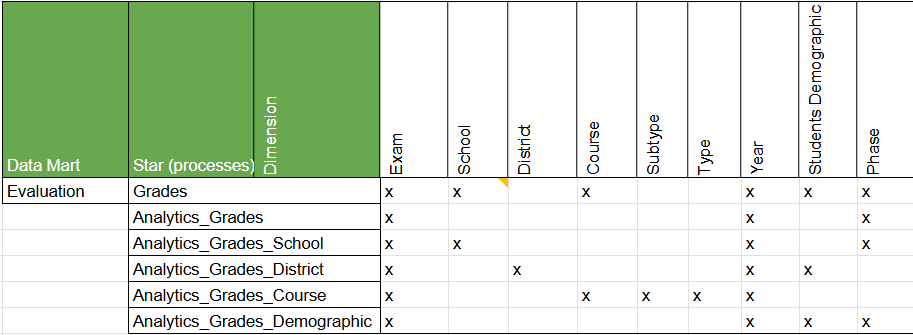 Data Mart Star (processes) Dimension Exam School District Course Subtype Type Year Students Demographic Phase
Evaluation Grades x x x x x x
Analytics_Grades x x x
Analytics_Grades_School x x x x
Analytics_Grades_District x x x x
Analytics_Grades_Course x x x x x
Analytics_Grades_Demographic x x x x